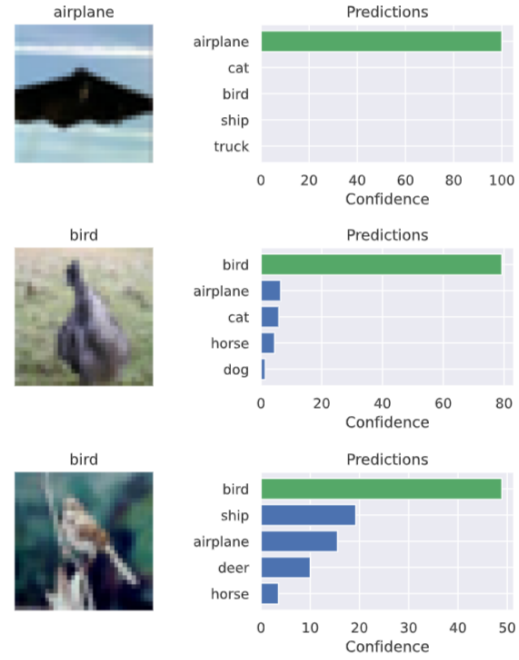 airplane
Predictions
airplane
cat
bird
ship
truck
0 20 40 60 80 100
Confidence
bird
Predictions
bird
airplane
cat
horse
dog
0 20 40 60 80
Confidence
bird
Predictions
bird
ship
airplane
deer
horse
0 10 20 30 40 50
Confidence